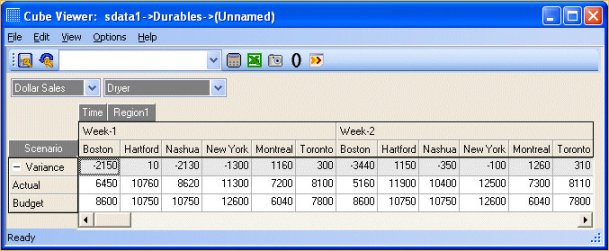 Cube Viewer: sdata1->Durables->(Unnamed)
File Edit View Options Help
0
Dollar Sales Dryer
Time Region1
Week-1 Week-2
Scenario Boston Hartford Nashua New York Montreal Toronto Boston Hartford Nashua New York Montreal Toronto
− Variance -2150 10 -2130 -1300 1160 300 -3440 1150 -350 -100 1260 310
Actual 6450 10760 8620 11300 7200 8100 5160 11900 10400 12500 7300 8110
Budget 8600 10750 10750 12600 6040 7800 8600 10750 10750 12600 6040 7800
Ready